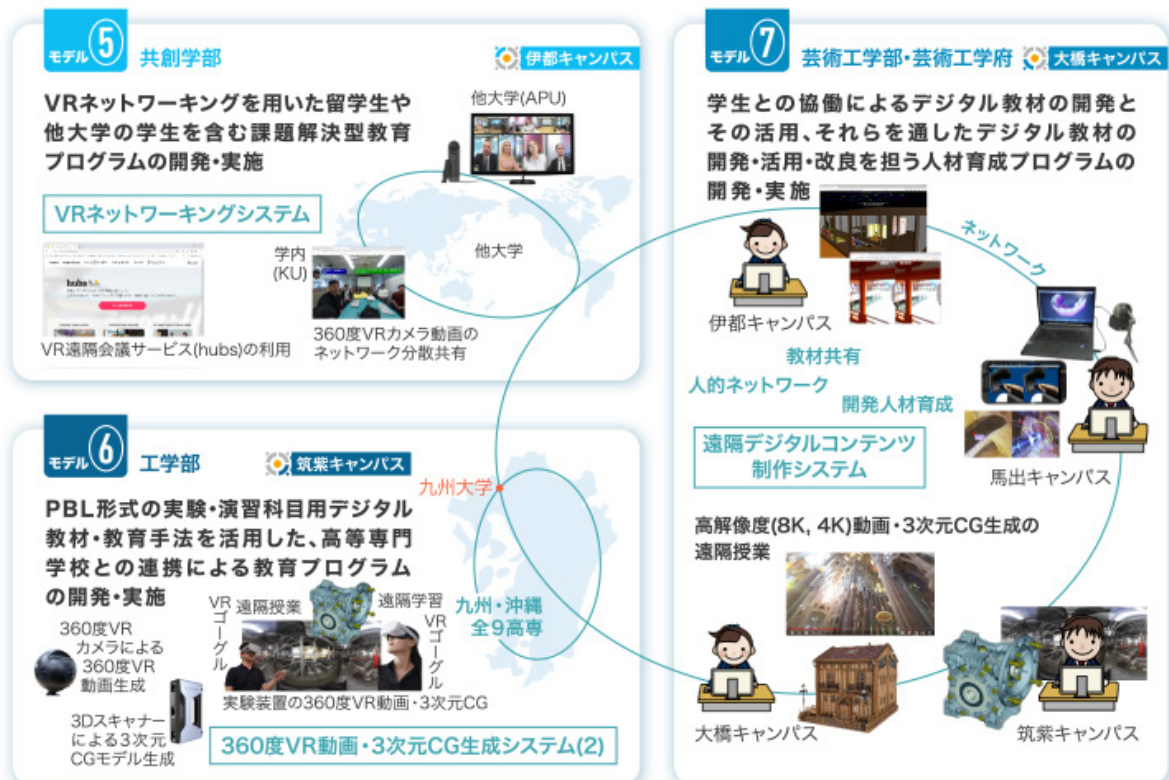 モデル⑤
共創学部
伊都キャンパス
VRネットワーキングを用いた留学生や
他大学の学生を含む課題解決型教育
プログラムの開発・実施
他大学(APU)
VRネットワーキングシステム
hubs
学内
(KU)
他大学
VR遠隔会議サービス(hubs)の利用
360度VRカメラ動画の
ネットワーク分散共有
モデル⑥
工学部
筑紫キャンパス
PBL形式の実験・演習科目用デジタル
教材・教育手法を活用した、高等専門
学校との連携による教育プログラム
の開発・実施
九州大学
九州・沖縄
全9高専
360度VR
カメラによる
360度VR
動画生成
VRゴーグル
遠隔授業
遠隔学習
VRゴーグル
実験装置の360度VR動画・3次元CG
3Dスキャナー
による3次元
CGモデル生成
360度VR動画・3次元CG生成システム(2)
モデル⑦
芸術工学部・芸術工学府
大橋キャンパス
学生との協働によるデジタル教材の開発と
その活用、それらを通したデジタル教材の
開発・活用・改良を担う人材育成プログラムの
開発・実施
ネットワーク
伊都キャンパス
教材共有
人的ネットワーク
開発人材育成
遠隔デジタルコンテンツ
制作システム
馬出キャンパス
高解像度(8K, 4K)動画・3次元CG生成の
遠隔授業
大橋キャンパス
筑紫キャンパス